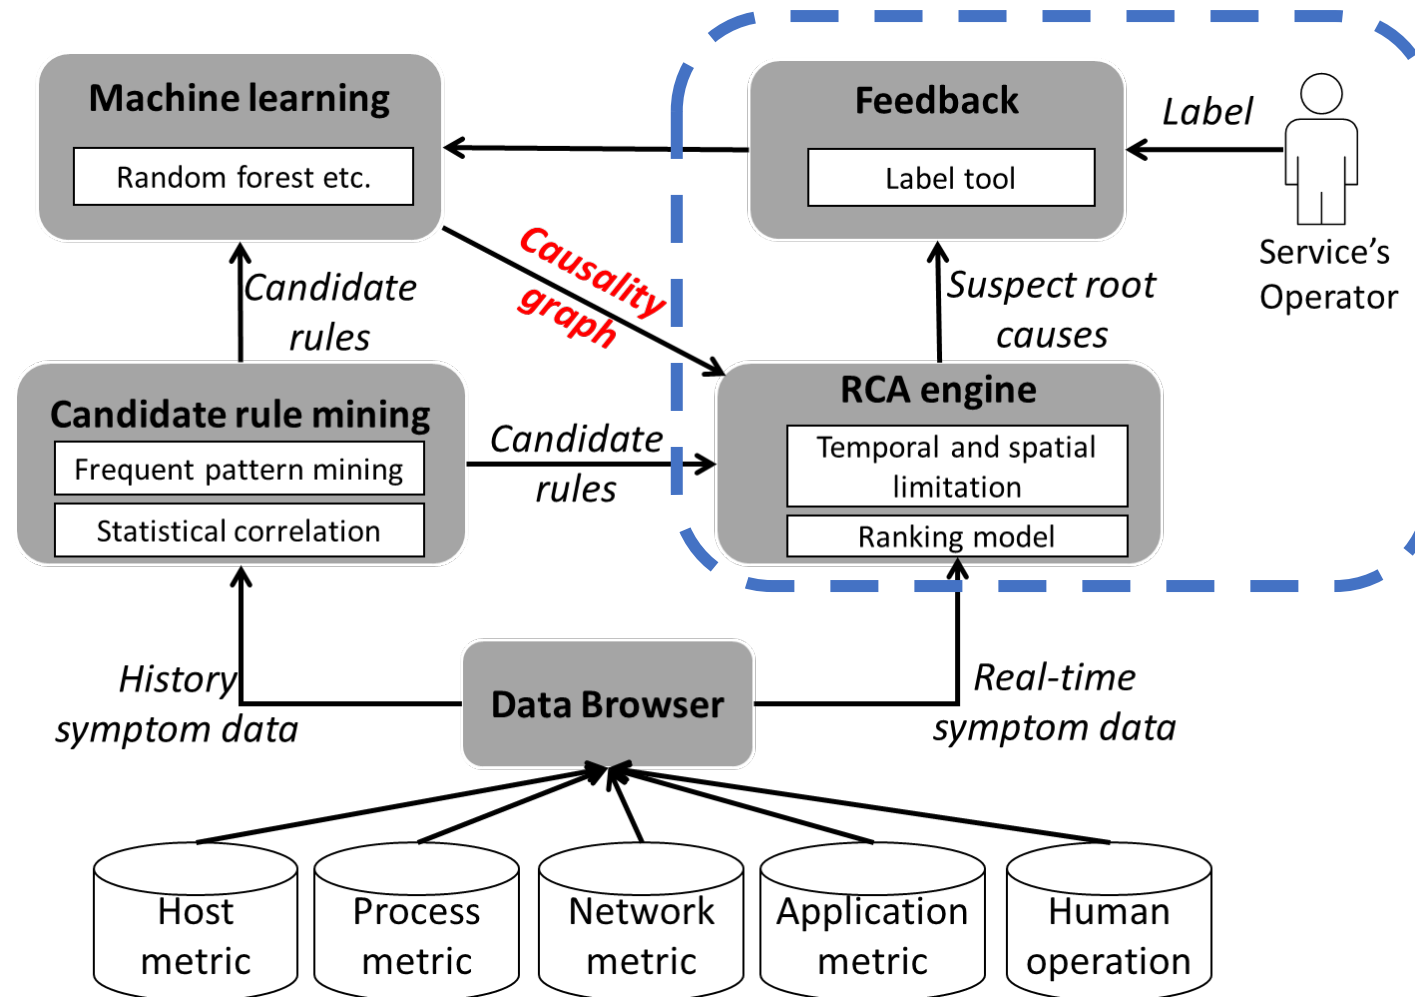 Machine learning
Random forest etc.
Feedback
Label tool
Label
Service's
Operator
Candidate
rules
Causality
graph
Suspect root
causes
Candidate rule mining
Frequent pattern mining
Statistical correlation
Candidate
rules
RCA engine
Temporal and spatial
limitation
Ranking model
History
symptom data
Data Browser
Real-time
symptom data
Host
metric
Process
metric
Network
metric
Application
metric
Human
operation